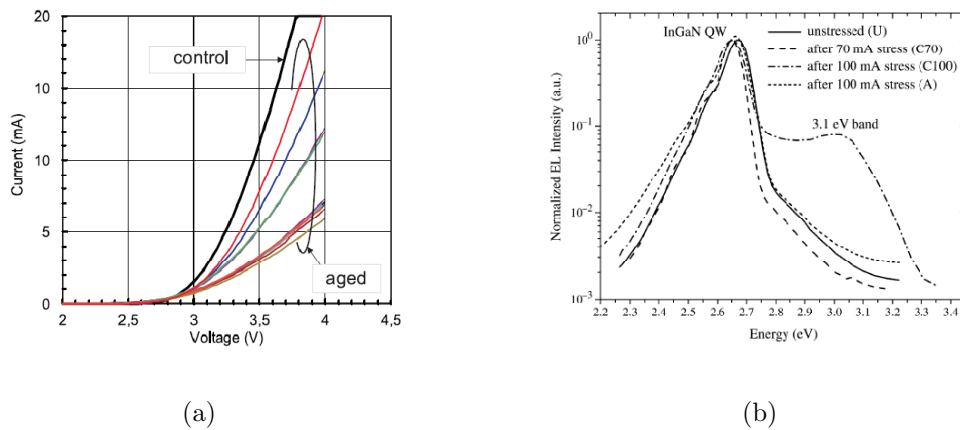 20
10
10
5
0
Current (mA)
control
aged
2
2,5
3
3,5
4
4,5
Voltage (V)
(a)
InGaN QW
unstressed (U)
after 70 mA stress (C70)
after 100 mA stress (C100)
after 100 mA stress (A)
3.1 eV band
10⁰
10⁻¹
10⁻²
10⁻³
Normalized EL Intensity (a.u.)
2.2 2.3 2.4 2.5 2.6 2.7 2.8 2.9 3.0 3.1 3.2 3.3 3.4
Energy (eV)
(b)